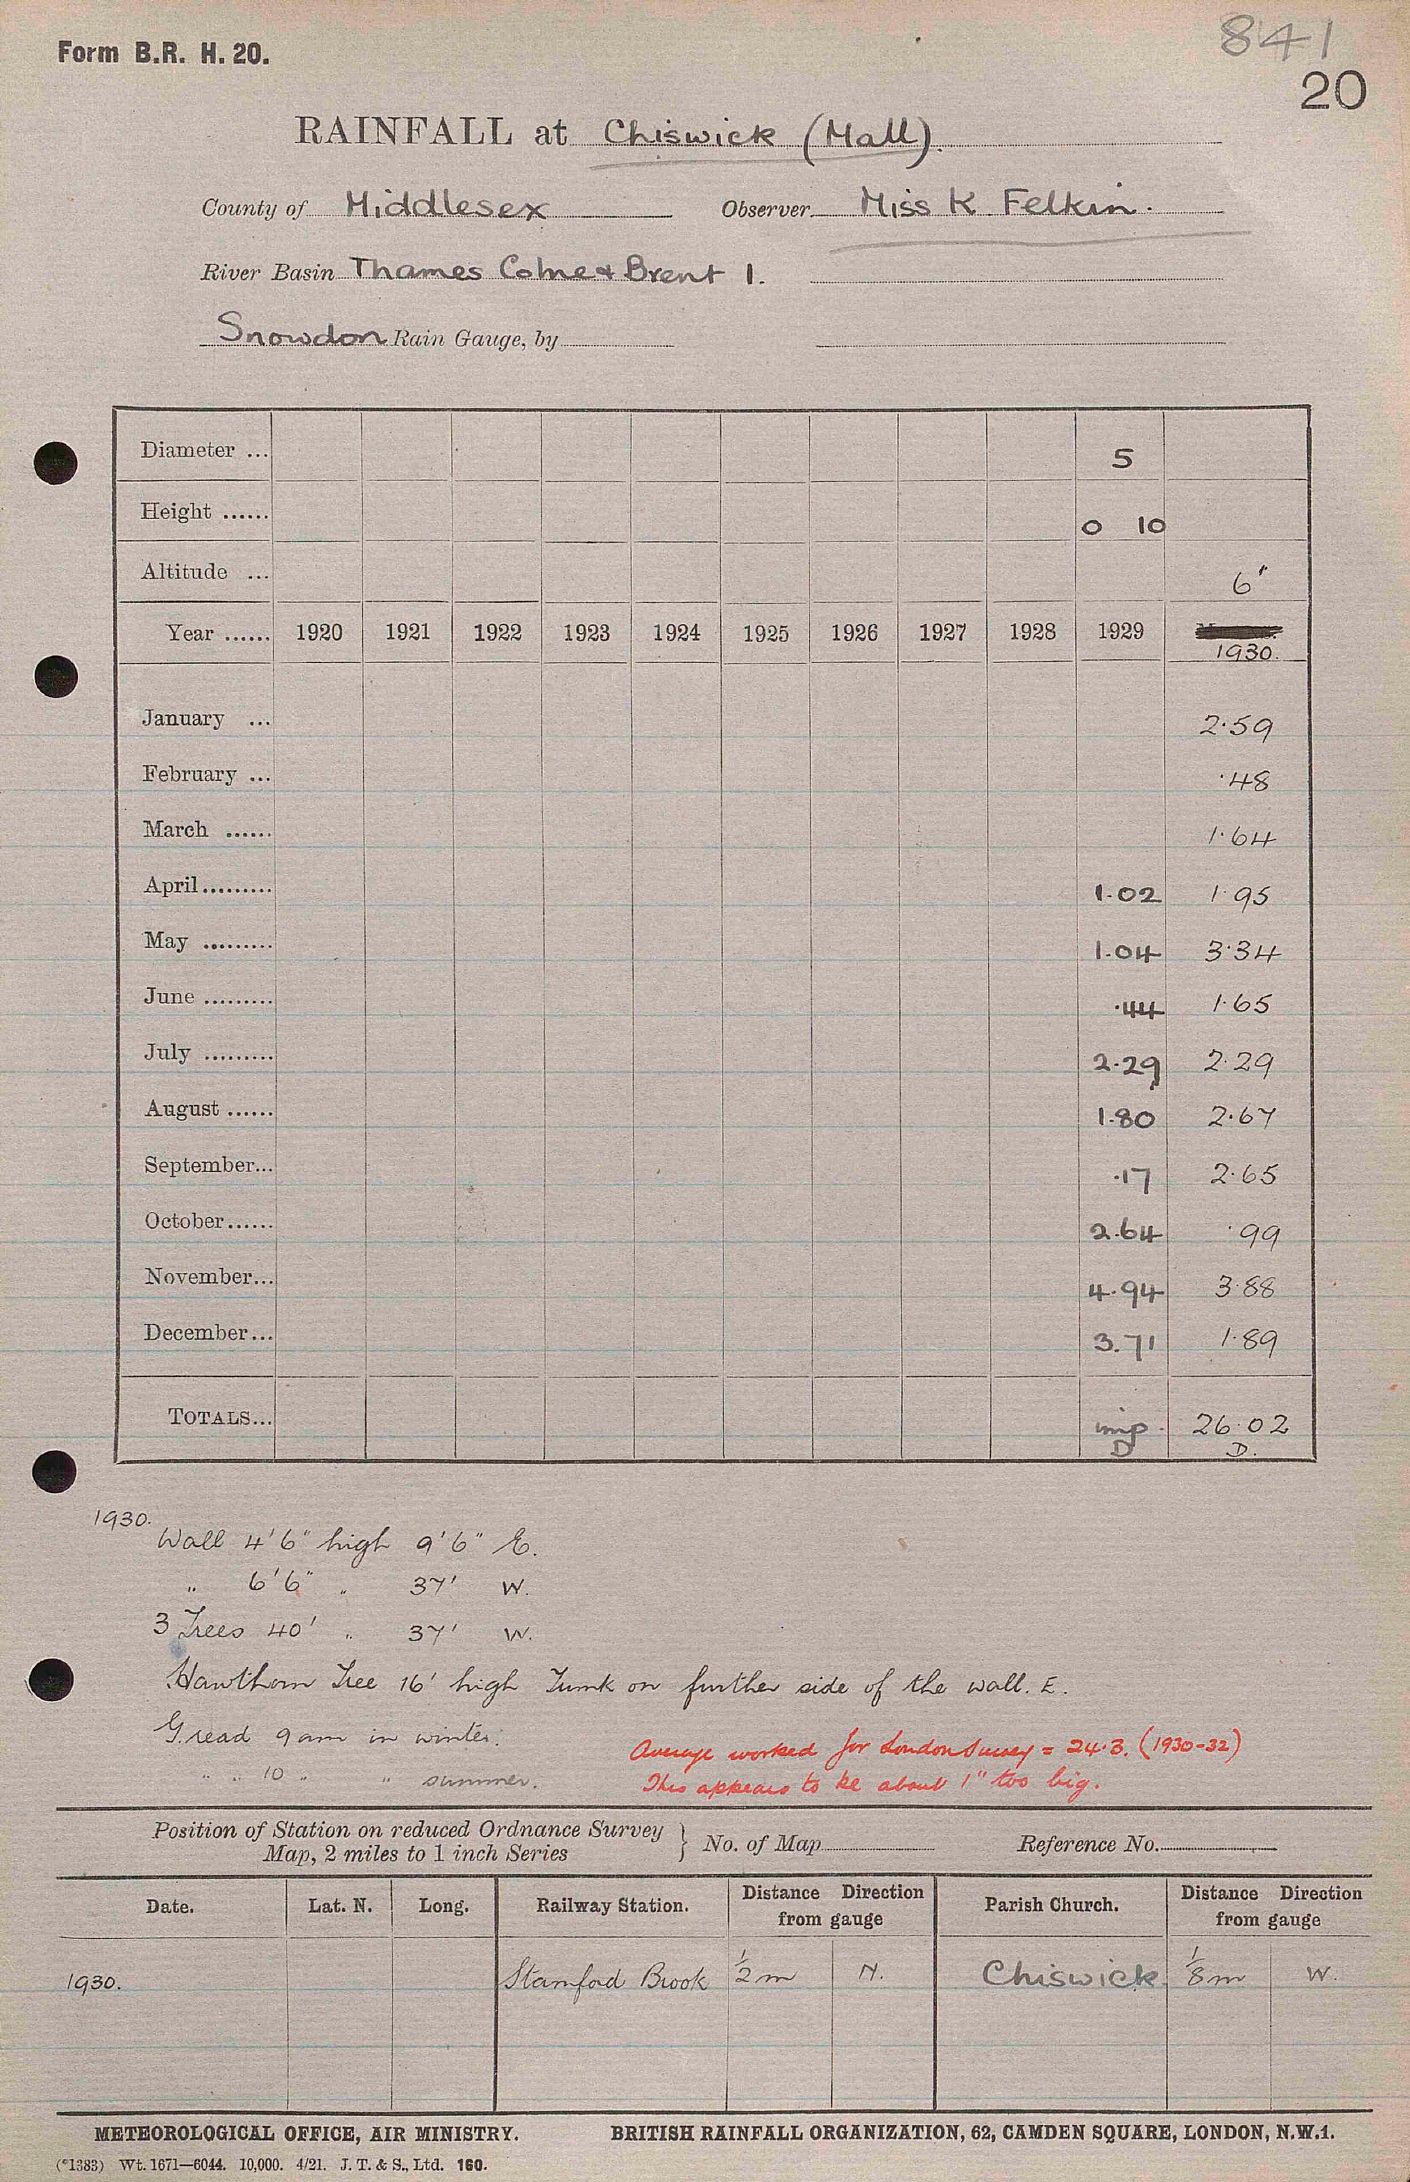 841
Form B.R. H. 20.
20
RAINFALL at Chiswick (Mall).
County of Middlesex Observer Miss K Felkin.
River Basin Thames Colne & Brent 1.
Snowdon Rain Gauge, by
Diameter ... 5
Height ...... 0 10
Altitude ... 6"
Year ...... 1920 1921 1922 1923 1924 1925 1926 1927 1928 1929 1930.
January ... 2.59
February ... .48
March ...... 1.64
April ......... 1.02 1.95
May ......... 1.04 3.34
June ......... .44 1.65
July ......... 2.29 2.29
August ...... 1.80 2.67
September... .17 2.65
October...... 2.64 .99
November... 4.94 3.88
December... 3.71 1.89
TOTALS... imp. 26.02
D D.
1930.
Wall 4'6" high 9'6" E.
" 6'6" " 37' W.
3 Trees 40' " 37' W.
Hawthorn Tree 16' high Trunk on further side of the wall. E.
G. read 9 am in winter.
" " 10 " " summer.
Average worked for London Survey = 24.3. (1930-32)
This appears to be about 1" too big.
Position of Station on reduced Ordnance Survey
Map, 2 miles to 1 inch Series } No. of Map Reference No.
Date. Lat. N. Long. Railway Station. Distance Direction from gauge Parish Church. Distance Direction from gauge
1930. Stamford Brook 1/2 m N. Chiswick. 1/8 m W.
METEOROLOGICAL OFFICE, AIR MINISTRY. BRITISH RAINFALL ORGANIZATION, 62, CAMDEN SQUARE, LONDON, N.W.1.
(*1383) Wt. 1671—6044. 10,000. 4/21. J. T. & S., Ltd. 160.